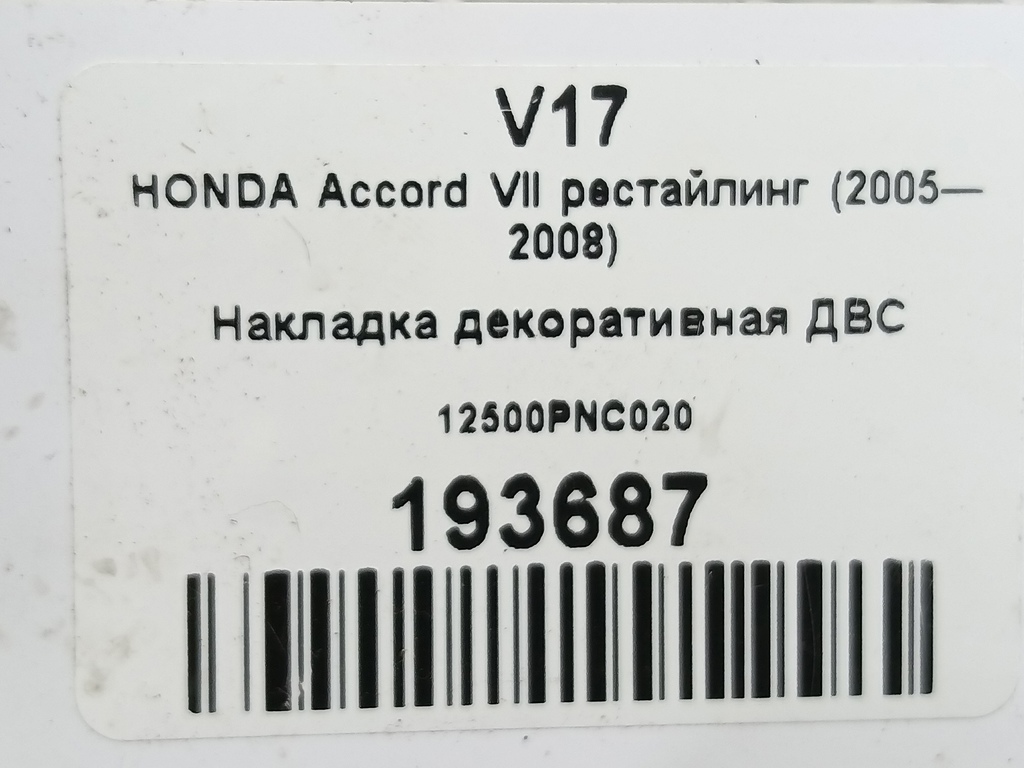 V17
HONDA Accord VII рестайлинг (2005—
2008)
Накладка декоративная ДВС
12500PNC020
193687